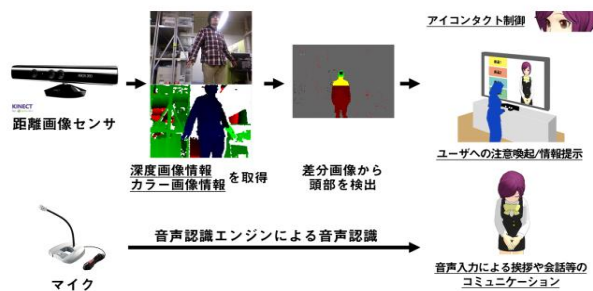 アイコンタクト制御
KINECT
距離画像センサ
深度画像情報
カラー画像情報 を取得
差分画像から
頭部を検出
ユーザへの注意喚起/情報提示
音声認識エンジンによる音声認識
マイク
音声入力による挨拶や会話等の
コミュニケーション